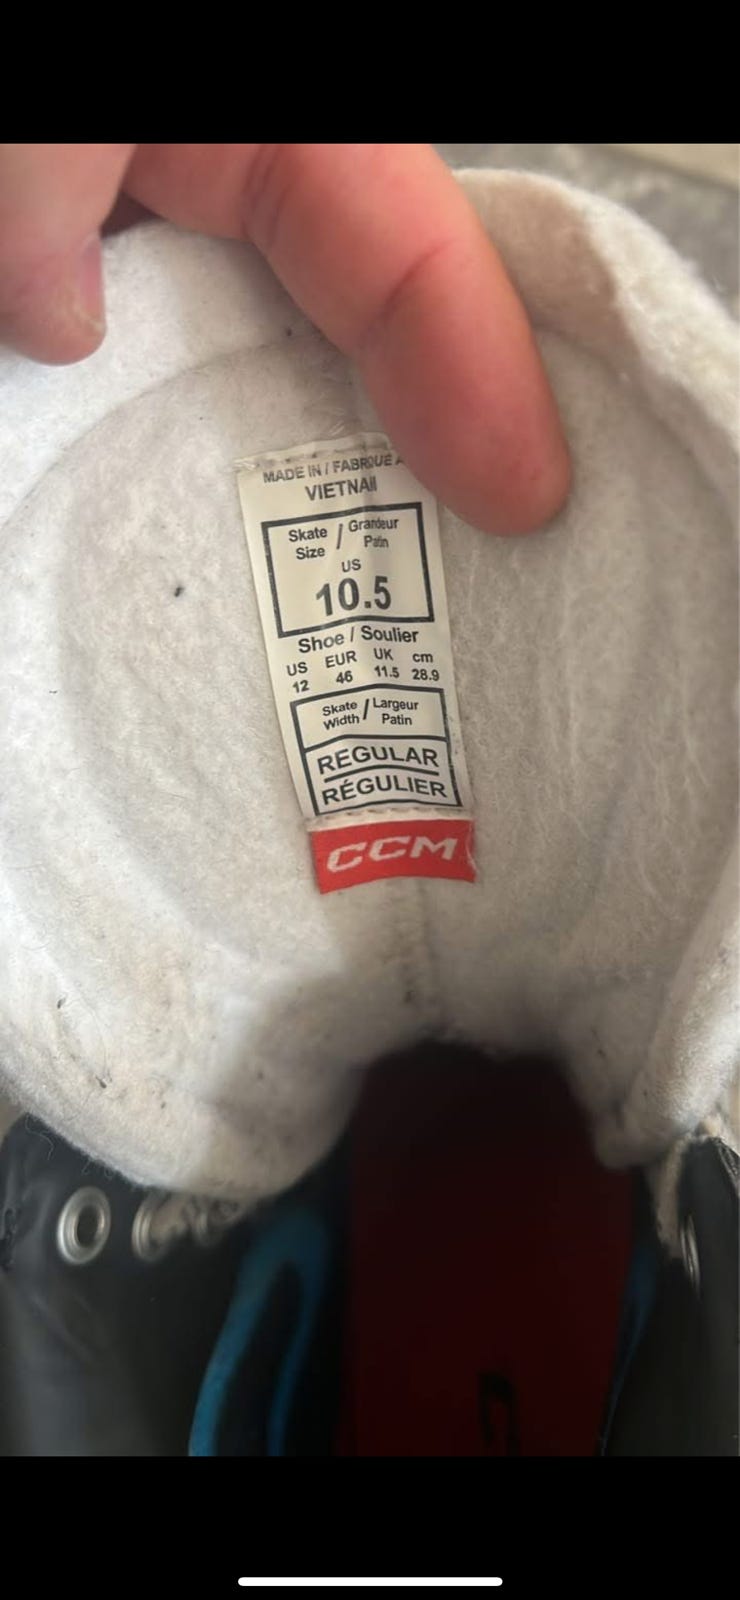 MADE IN / FABRIQUÉ A
VIETNAM
Skate Size / Grandeur Patin
US
10.5
Shoe / Soulier
US EUR UK cm
12 46 11.5 28.9
Skate Width / Largeur Patin
REGULAR
RÉGULIER
CCM